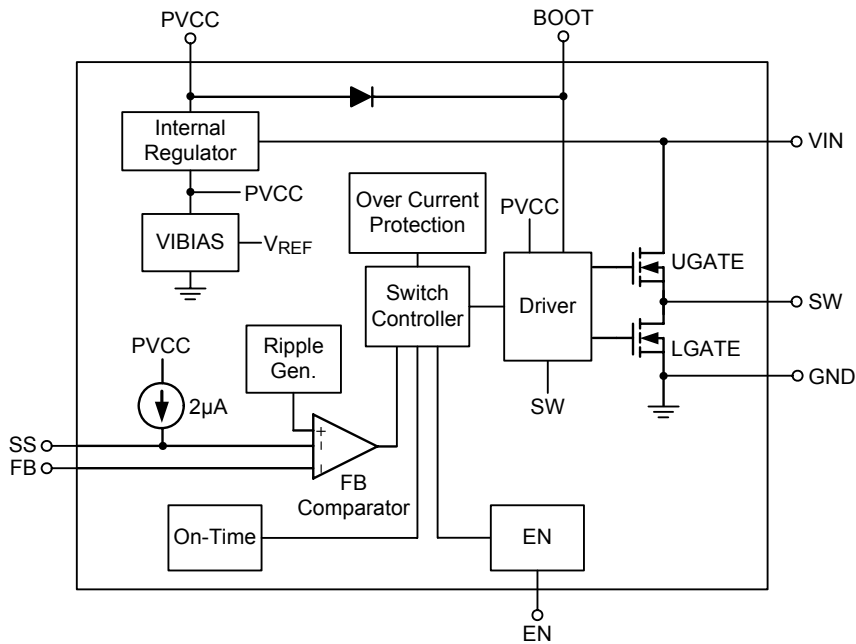 PVCC
BOOT
Internal
Regulator
VIN
PVCC
Over Current
Protection
PVCC
VIBIAS
VREF
UGATE
Switch
Controller
Driver
SW
PVCC
Ripple
Gen.
LGATE
GND
2µA
SW
SS
FB
+
-
-
FB
Comparator
On-Time
EN
EN